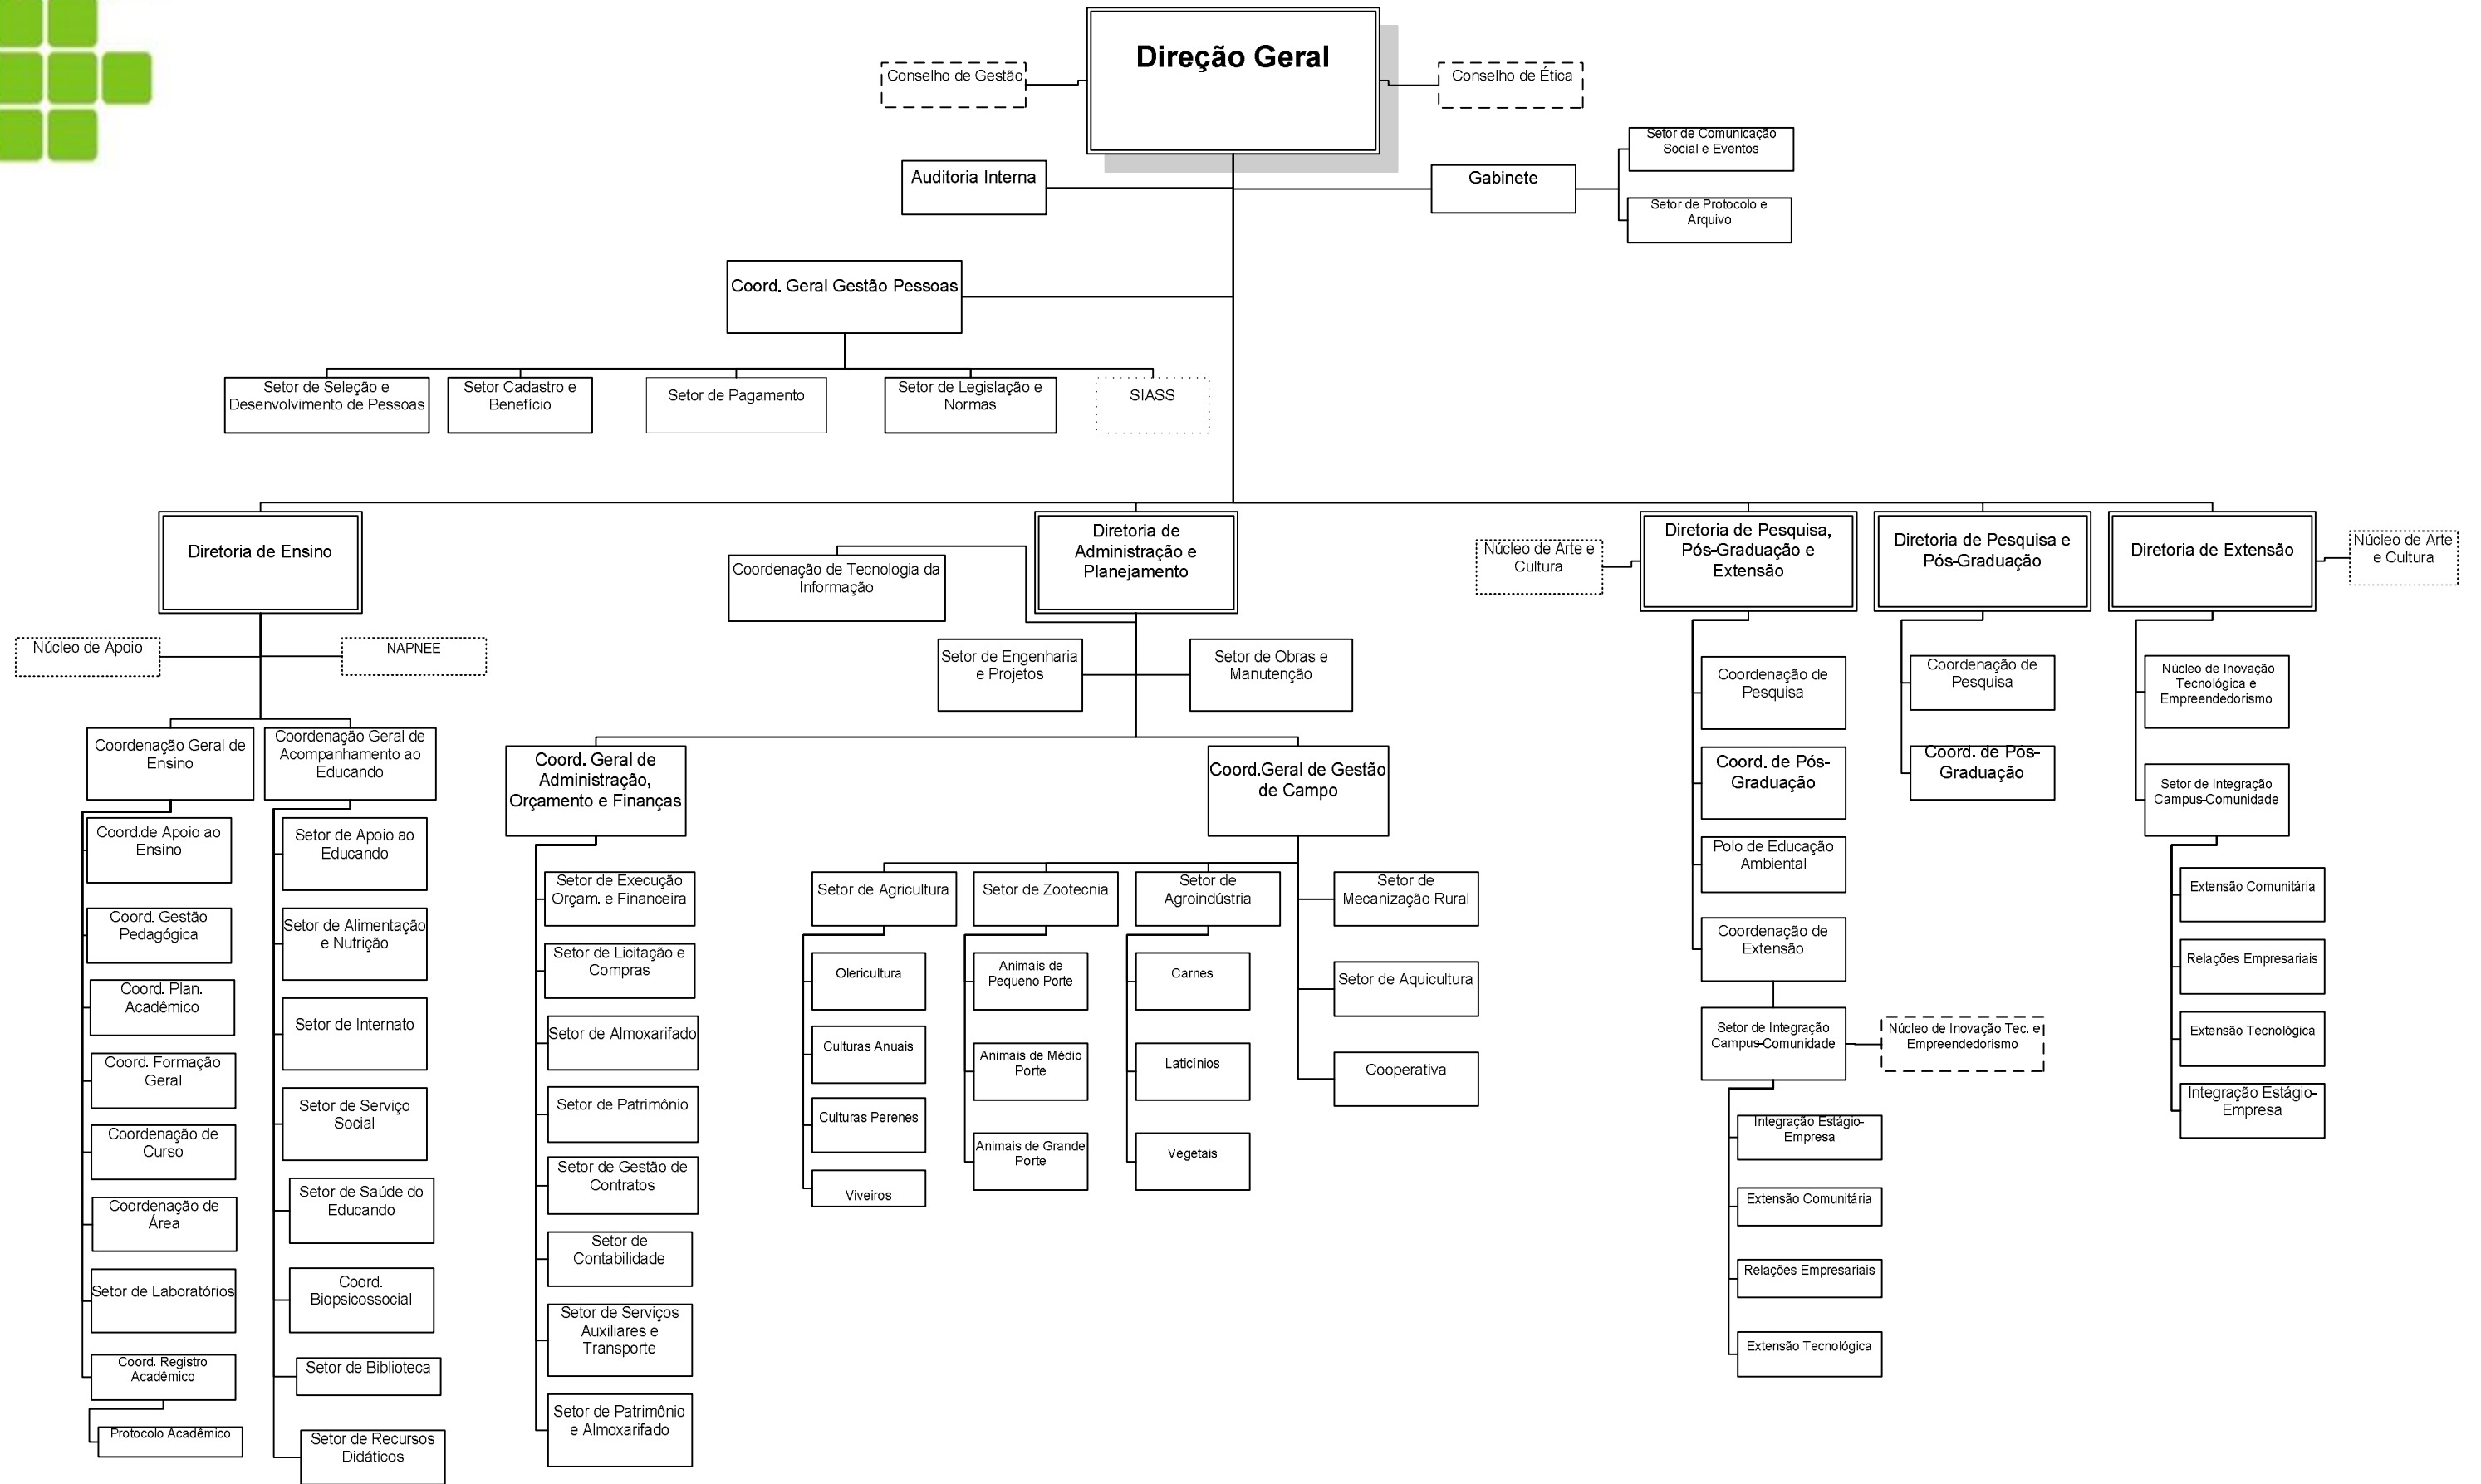 Direção Geral
Conselho de Gestão
Conselho de Ética
Auditoria Interna
Gabinete
Setor de Comunicação
Social e Eventos
Setor de Protocolo e
Arquivo
Coord. Geral Gestão Pessoas
Setor de Seleção e
Desenvolvimento de Pessoas
Setor Cadastro e
Benefício
Setor de Pagamento
Setor de Legislação e
Normas
SIASS
Diretoria de Ensino
Diretoria de
Administração e
Planejamento
Diretoria de Pesquisa,
Pós-Graduação e
Extensão
Diretoria de Pesquisa e
Pós-Graduação
Diretoria de Extensão
Núcleo de Arte e
Cultura
Núcleo de Arte
e Cultura
Coordenação de Tecnologia da
Informação
Núcleo de Apoio
NAPNEE
Setor de Engenharia
e Projetos
Setor de Obras e
Manutenção
Coordenação Geral de
Ensino
Coordenação Geral de
Acompanhamento ao
Educando
Coord.de Apoio ao
Ensino
Coord. Gestão
Pedagógica
Coord. Plan.
Acadêmico
Coord. Formação
Geral
Coordenação de
Curso
Coordenação de
Área
Setor de Laboratórios
Coord. Registro
Acadêmico
Protocolo Acadêmico
Setor de Apoio ao
Educando
Setor de Alimentação
e Nutrição
Setor de Internato
Setor de Serviço
Social
Setor de Saúde do
Educando
Coord.
Biopsicossocial
Setor de Biblioteca
Setor de Recursos
Didáticos
Coord. Geral de
Administração,
Orçamento e Finanças
Setor de Execução
Orçam. e Financeira
Setor de Licitação e
Compras
Setor de Almoxarifado
Setor de Patrimônio
Setor de Gestão de
Contratos
Setor de
Contabilidade
Setor de Serviços
Auxiliares e
Transporte
Setor de Patrimônio
e Almoxarifado
Coord.Geral de Gestão
de Campo
Setor de Agricultura
Olericultura
Culturas Anuais
Culturas Perenes
Viveiros
Setor de Zootecnia
Animais de
Pequeno Porte
Animais de Médio
Porte
Animais de Grande
Porte
Setor de
Agroindústria
Carnes
Laticínios
Vegetais
Setor de
Mecanização Rural
Setor de Aquicultura
Cooperativa
Coordenação de
Pesquisa
Coord. de Pós-
Graduação
Polo de Educação
Ambiental
Coordenação de
Extensão
Setor de Integração
Campus-Comunidade
Núcleo de Inovação Tec. e
Empreendedorismo
Integração Estágio-
Empresa
Extensão Comunitária
Relações Empresariais
Extensão Tecnológica
Coordenação de
Pesquisa
Coord. de Pós-
Graduação
Núcleo de Inovação
Tecnológica e
Empreendedorismo
Setor de Integração
Campus-Comunidade
Extensão Comunitária
Relações Empresariais
Extensão Tecnológica
Integração Estágio-
Empresa